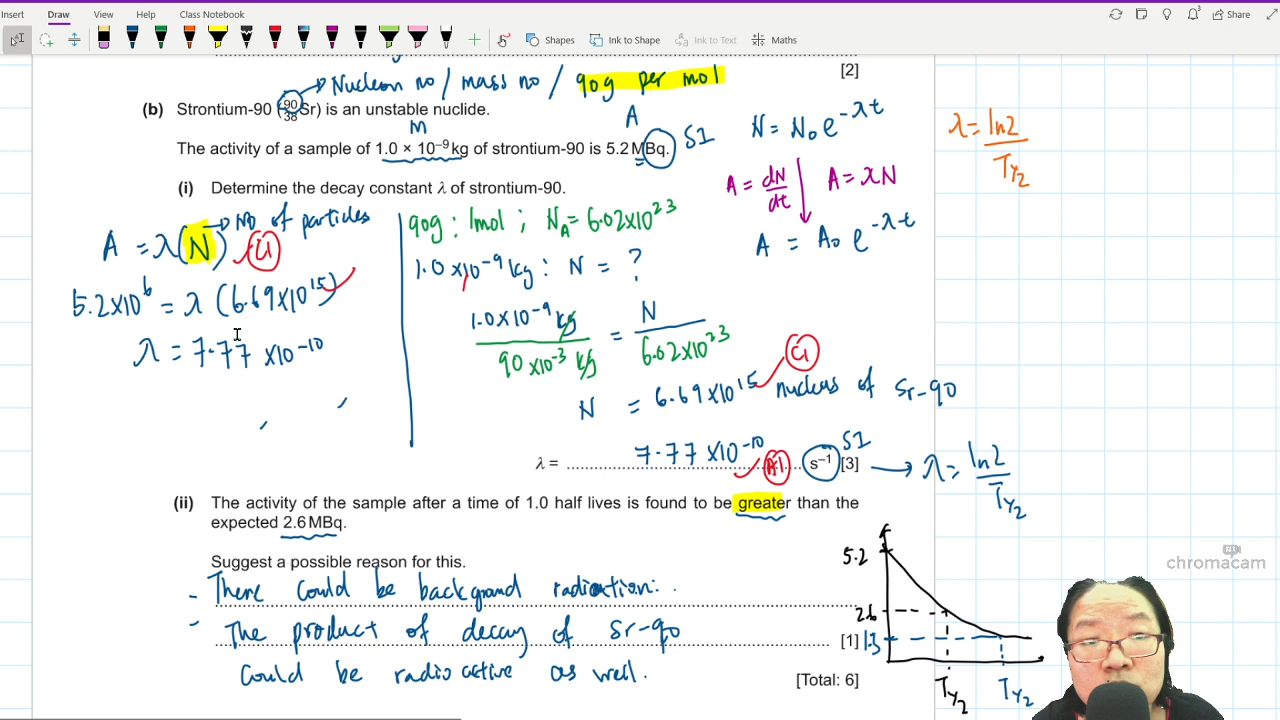 Insert Draw View Help Class Notebook
Share
Shapes Ink to Shape Ink to Text Maths
[2]
Nucleon no / mass no / 90g per mol
(b) Strontium-90 (⁹⁰₃₈Sr) is an unstable nuclide.
M
A
The activity of a sample of 1.0 × 10⁻⁹ kg of strontium-90 is 5.2 MBq.
SI
N = N₀ e^-λt
λ = ln2 / T½
(i) Determine the decay constant λ of strontium-90.
A = dN/dt
A = λN
A = A₀ e^-λt
No of particles
A = λ(N) C1
5.2×10⁶ = λ (6.69×10¹⁵)
λ = 7.77 ×10⁻¹⁰
90g : 1mol ; N_A = 6.02×10²³
1.0×10⁻⁹ kg : N = ?
1.0×10⁻⁹ kg / 90×10⁻³ kg = N / 6.02×10²³
C1
N = 6.69×10¹⁵ nucleus of Sr-90
λ = 7.77 ×10⁻¹⁰ A1 s⁻¹ [3]
SI
λ = ln2 / T½
(ii) The activity of the sample after a time of 1.0 half lives is found to be greater than the
expected 2.6 MBq.
Suggest a possible reason for this.
- There could be background radiation.
- The product of decay of Sr-90
[1]
could be radioactive as well.
[Total: 6]
5.2
2.6
1.3
T½ T½
chromacam